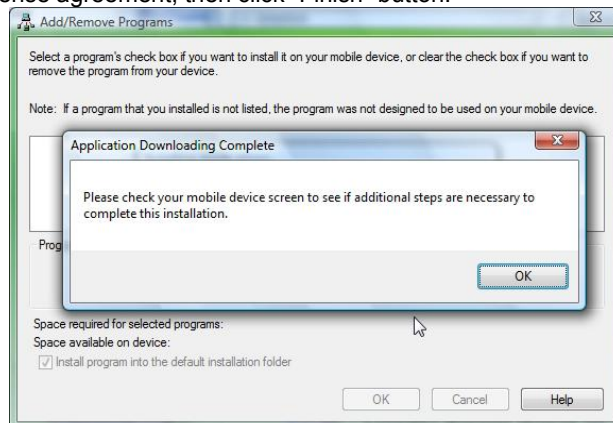 ense agreement, then click "Finish" button.
Add/Remove Programs
Select a program's check box if you want to install it on your mobile device, or clear the check box if you want to
remove the program from your device.
Note: If a program that you installed is not listed, the program was not designed to be used on your mobile device.
Application Downloading Complete
Please check your mobile device screen to see if additional steps are necessary to
complete this installation.
Prog
OK
Space required for selected programs:
Space available on device:
Install program into the default installation folder
OK Cancel Help